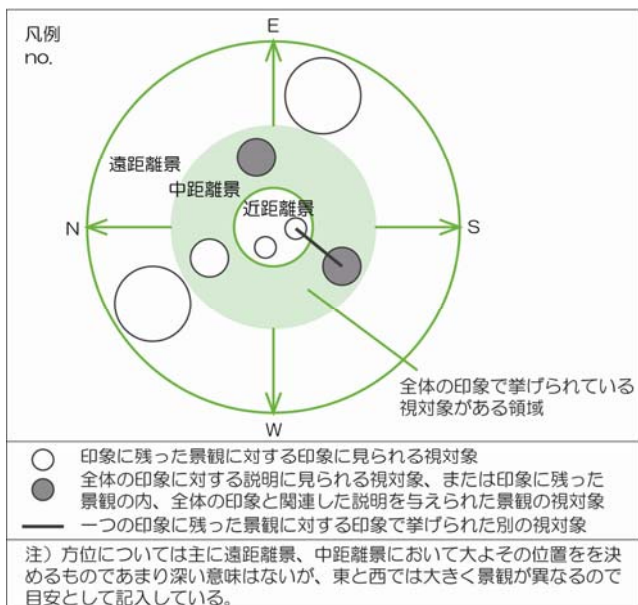 凡例
no.
E
遠距離景
中距離景
近距離景
N
S
W
全体の印象で挙げられている
視対象がある領域
印象に残った景観に対する印象に見られる視対象
全体の印象に対する説明に見られる視対象、または印象に残った
景観の内、全体の印象と関連した説明を与えられた景観の視対象
一つの印象に残った景観に対する印象で挙げられた別の視対象
注）方位については主に遠距離景、中距離景において大よその位置をを決
めるものであまり深い意味はないが、東と西では大きく景観が異なるので
目安として記入している。